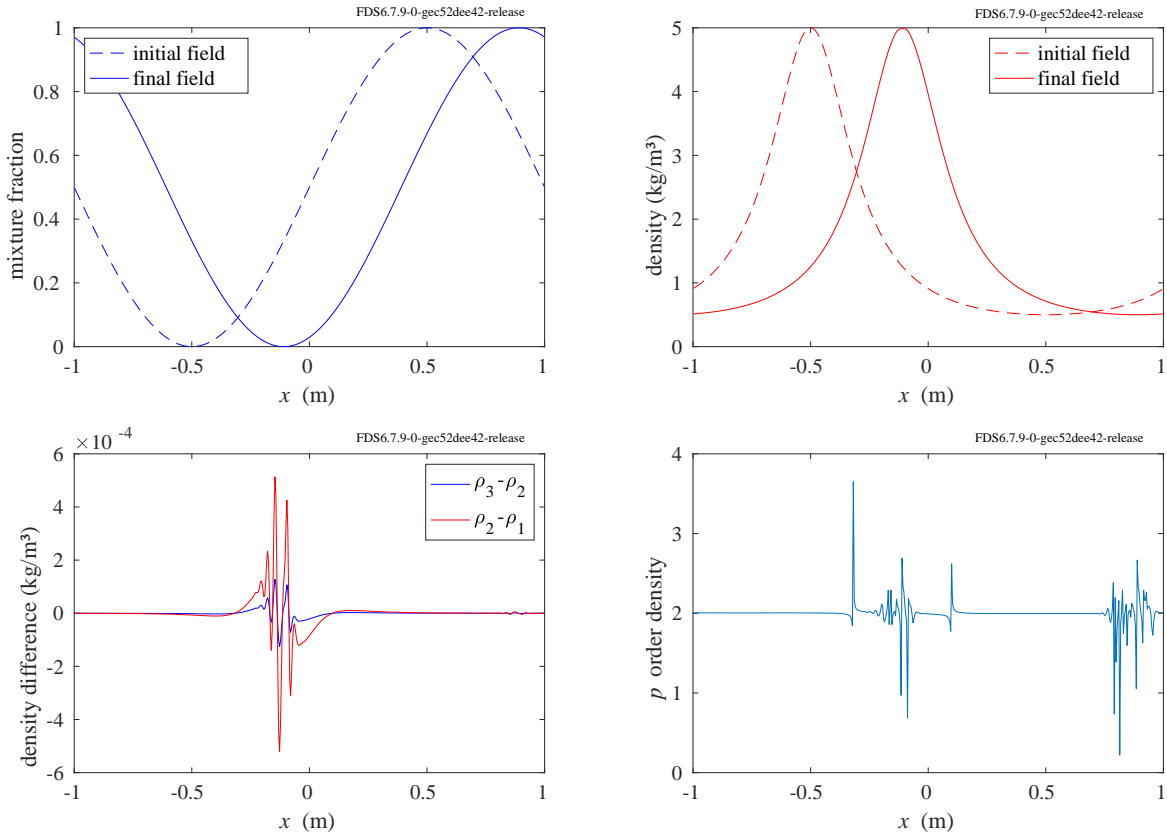 FDS6.7.9-0-gec52dee42-release
initial field
final field
mixture fraction
1
0.8
0.6
0.4
0.2
0
-1
-0.5
0
0.5
1
x (m)
FDS6.7.9-0-gec52dee42-release
initial field
final field
density (kg/m³)
5
4
3
2
1
0
-1
-0.5
0
0.5
1
x (m)
×10 -4
FDS6.7.9-0-gec52dee42-release
ρ3-ρ2
ρ2-ρ1
density difference (kg/m³)
6
4
2
0
-2
-4
-6
-1
-0.5
0
0.5
1
x (m)
FDS6.7.9-0-gec52dee42-release
p order density
4
3
2
1
0
-1
-0.5
0
0.5
1
x (m)